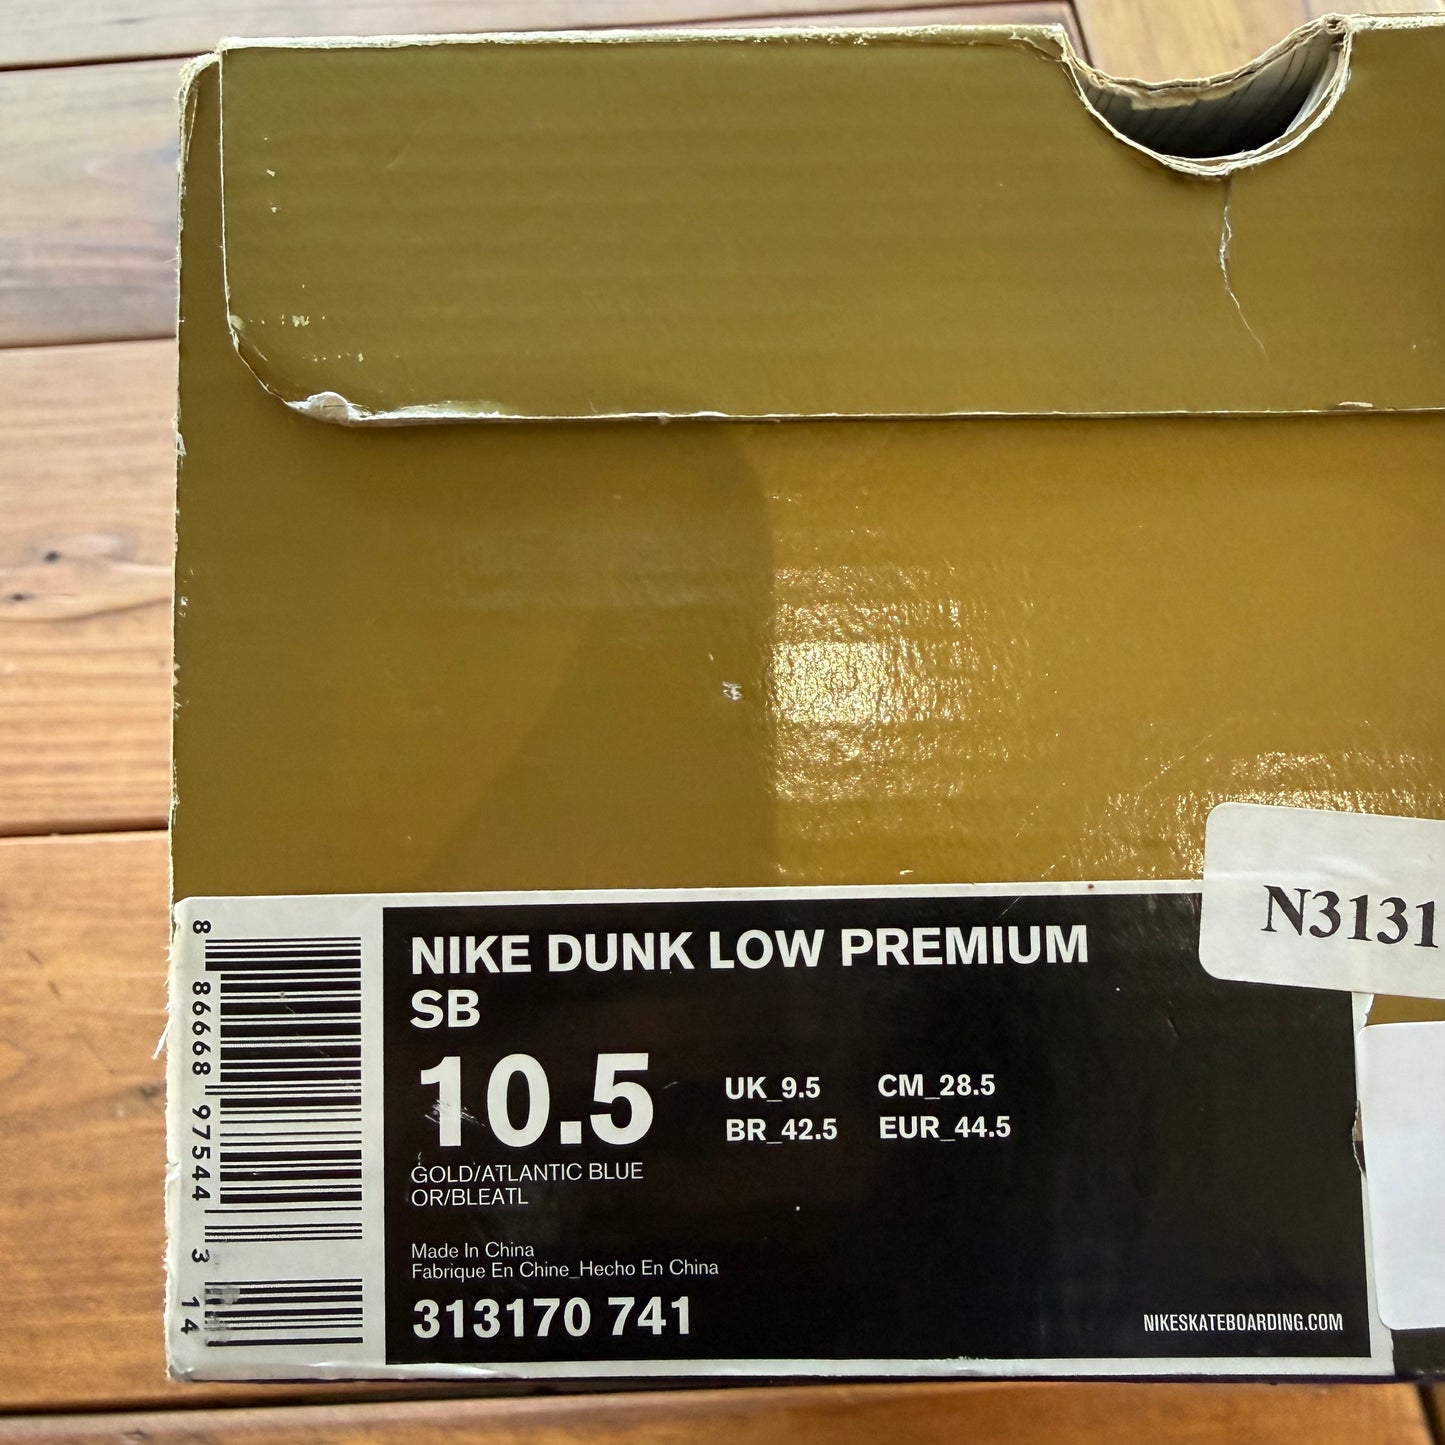 N3131
NIKE DUNK LOW PREMIUM
SB
10.5
UK_9.5 CM_28.5
BR_42.5 EUR_44.5
GOLD/ATLANTIC BLUE
OR/BLEATL
Made In China
Fabrique En Chine_Hecho En China
313170 741
NIKESKATEBOARDING.COM
8 86668 97544 3
14